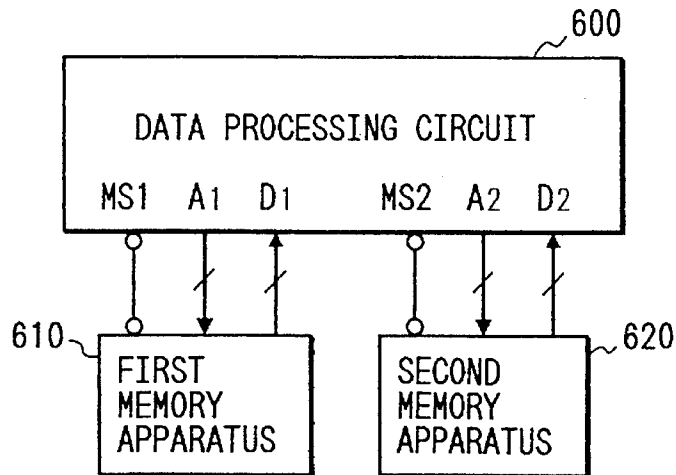 600
DATA PROCESSING CIRCUIT
MS1 A1 D1 MS2 A2 D2
610
620
FIRST
MEMORY
APPARATUS
SECOND
MEMORY
APPARATUS